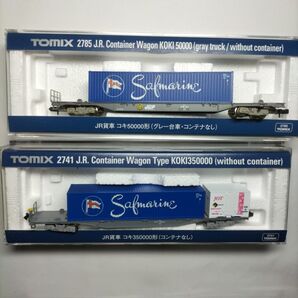 TOMIX 2785 J.R. Container Wagon KOKI 50000 (gray truck / without container)
Safmarine
JR貨車 コキ50000形(グレー台車・コンテナなし)
TOMIX 2741 J.R. Container Wagon Type KOKI350000 (without container)
Safmarine
JOT
JR貨車 コキ350000形(コンテナなし)